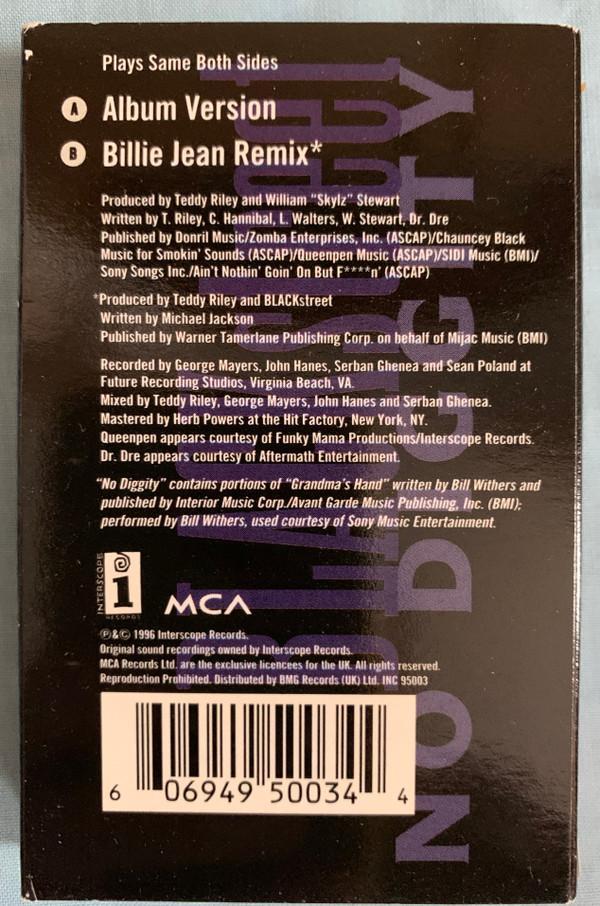 Plays Same Both Sides
A Album Version
B Billie Jean Remix*
Produced by Teddy Riley and William "Skylz" Stewart
Written by T. Riley, C. Hannibal, L. Walters, W. Stewart, Dr. Dre
Published by Donril Music/Zomba Enterprises, Inc. (ASCAP)/Chauncey Black
Music for Smokin' Sounds (ASCAP)/Queenpen Music (ASCAP)/SIDI Music (BMI)/
Sony Songs Inc./Ain't Nothin' Goin' On But F****n' (ASCAP)
*Produced by Teddy Riley and BLACKstreet
Written by Michael Jackson
Published by Warner Tamerlane Publishing Corp. on behalf of Mijac Music (BMI)
Recorded by George Mayers, John Hanes, Serban Ghenea and Sean Poland at
Future Recording Studios, Virginia Beach, VA.
Mixed by Teddy Riley, George Mayers, John Hanes and Serban Ghenea.
Mastered by Herb Powers at the Hit Factory, New York, NY.
Queenpen appears courtesy of Funky Mama Productions/Interscope Records.
Dr. Dre appears courtesy of Aftermath Entertainment.
"No Diggity" contains portions of "Grandma's Hand" written by Bill Withers and
published by Interior Music Corp./Avant Garde Music Publishing, Inc. (BMI);
performed by Bill Withers, used courtesy of Sony Music Entertainment.
INTERSCOPE
i
RECORDS
MCA
℗&© 1996 Interscope Records.
Original sound recordings owned by Interscope Records.
MCA Records Ltd. are the exclusive licencees for the UK. All rights reserved.
Reproduction Prohibited. Distributed by BMG Records (UK) Ltd. INC 95003
6 06949 50034 4
BLACKstreet
NO DIGGITY